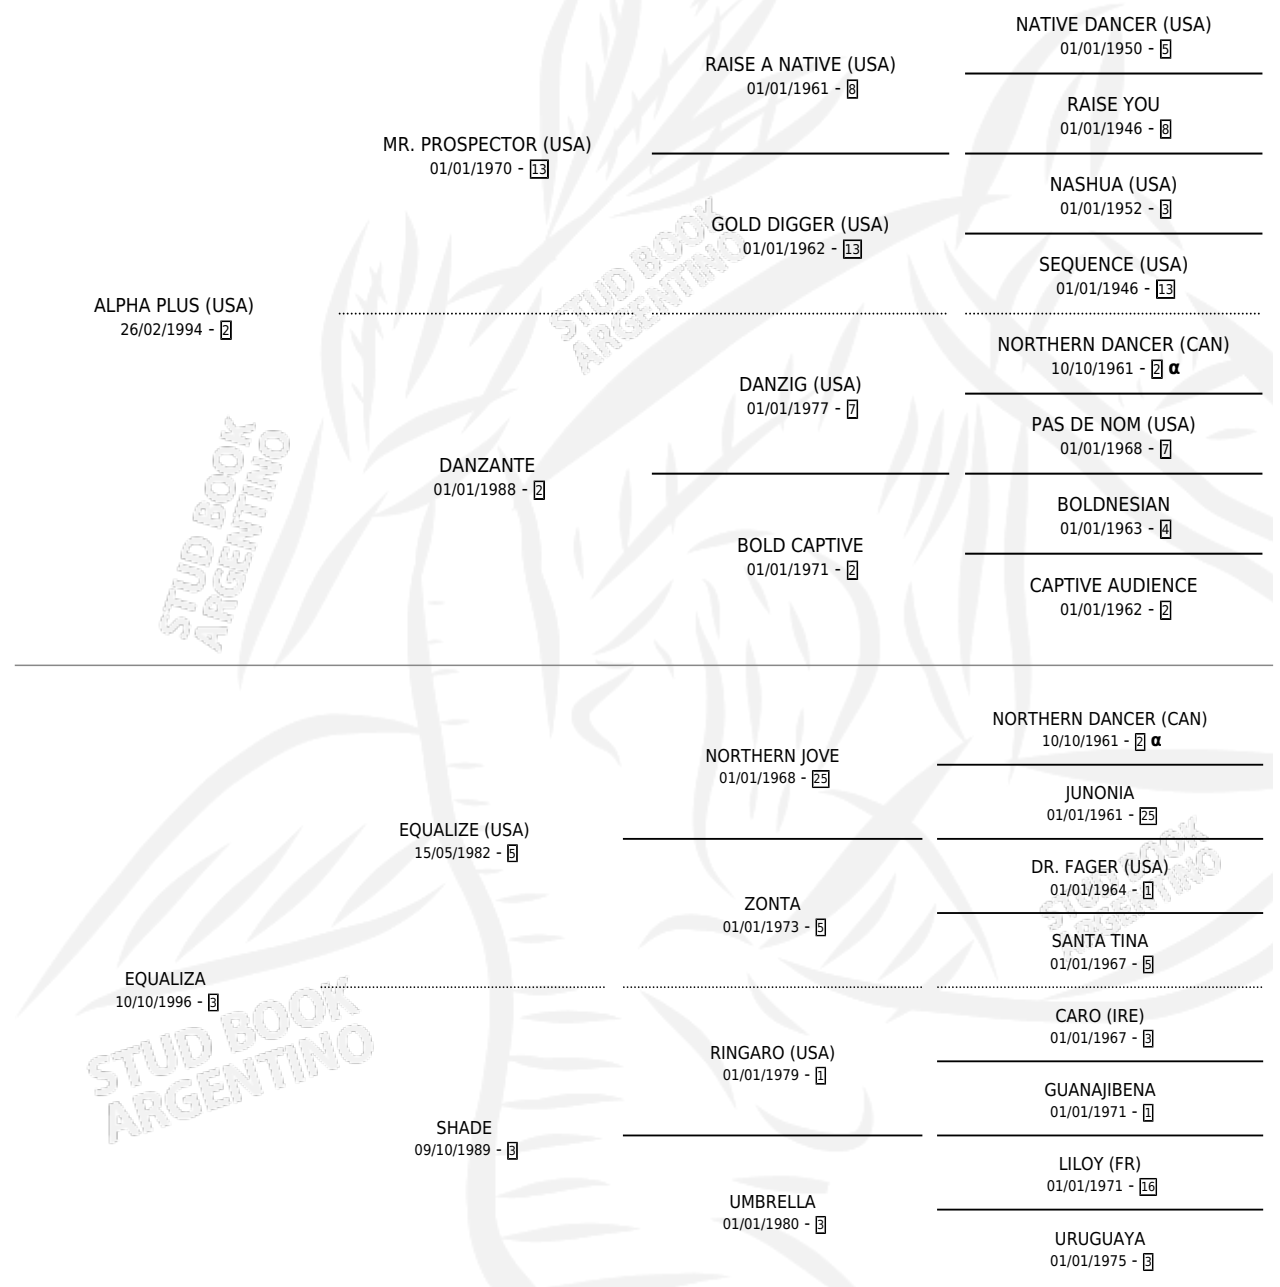 NATIVE DANCER (USA)
01/01/1950 - 5
RAISE A NATIVE (USA)
01/01/1961 - 8
RAISE YOU
01/01/1946 - 8
MR. PROSPECTOR (USA)
01/01/1970 - 13
NASHUA (USA)
01/01/1952 - 3
GOLD DIGGER (USA)
01/01/1962 - 13
SEQUENCE (USA)
01/01/1946 - 13
ALPHA PLUS (USA)
26/02/1994 - 2
NORTHERN DANCER (CAN)
10/10/1961 - 2 α
DANZIG (USA)
01/01/1977 - 7
PAS DE NOM (USA)
01/01/1968 - 7
DANZANTE
01/01/1988 - 2
BOLDNESIAN
01/01/1963 - 4
BOLD CAPTIVE
01/01/1971 - 2
CAPTIVE AUDIENCE
01/01/1962 - 2
STUD BOOK
ARGENTINO
STUD BOOK
ARGENTINO
NORTHERN DANCER (CAN)
10/10/1961 - 2 α
NORTHERN JOVE
01/01/1968 - 25
JUNONIA
01/01/1961 - 25
EQUALIZE (USA)
15/05/1982 - 5
DR. FAGER (USA)
01/01/1964 - 1
ZONTA
01/01/1973 - 5
SANTA TINA
01/01/1967 - 5
EQUALIZA
10/10/1996 - 3
CARO (IRE)
01/01/1967 - 3
RINGARO (USA)
01/01/1979 - 1
GUANAJIBENA
01/01/1971 - 1
SHADE
09/10/1989 - 3
LILOY (FR)
01/01/1971 - 16
UMBRELLA
01/01/1980 - 3
URUGUAYA
01/01/1975 - 3
STUD BOOK
ARGENTINO
STUD BOOK
ARGENTINO